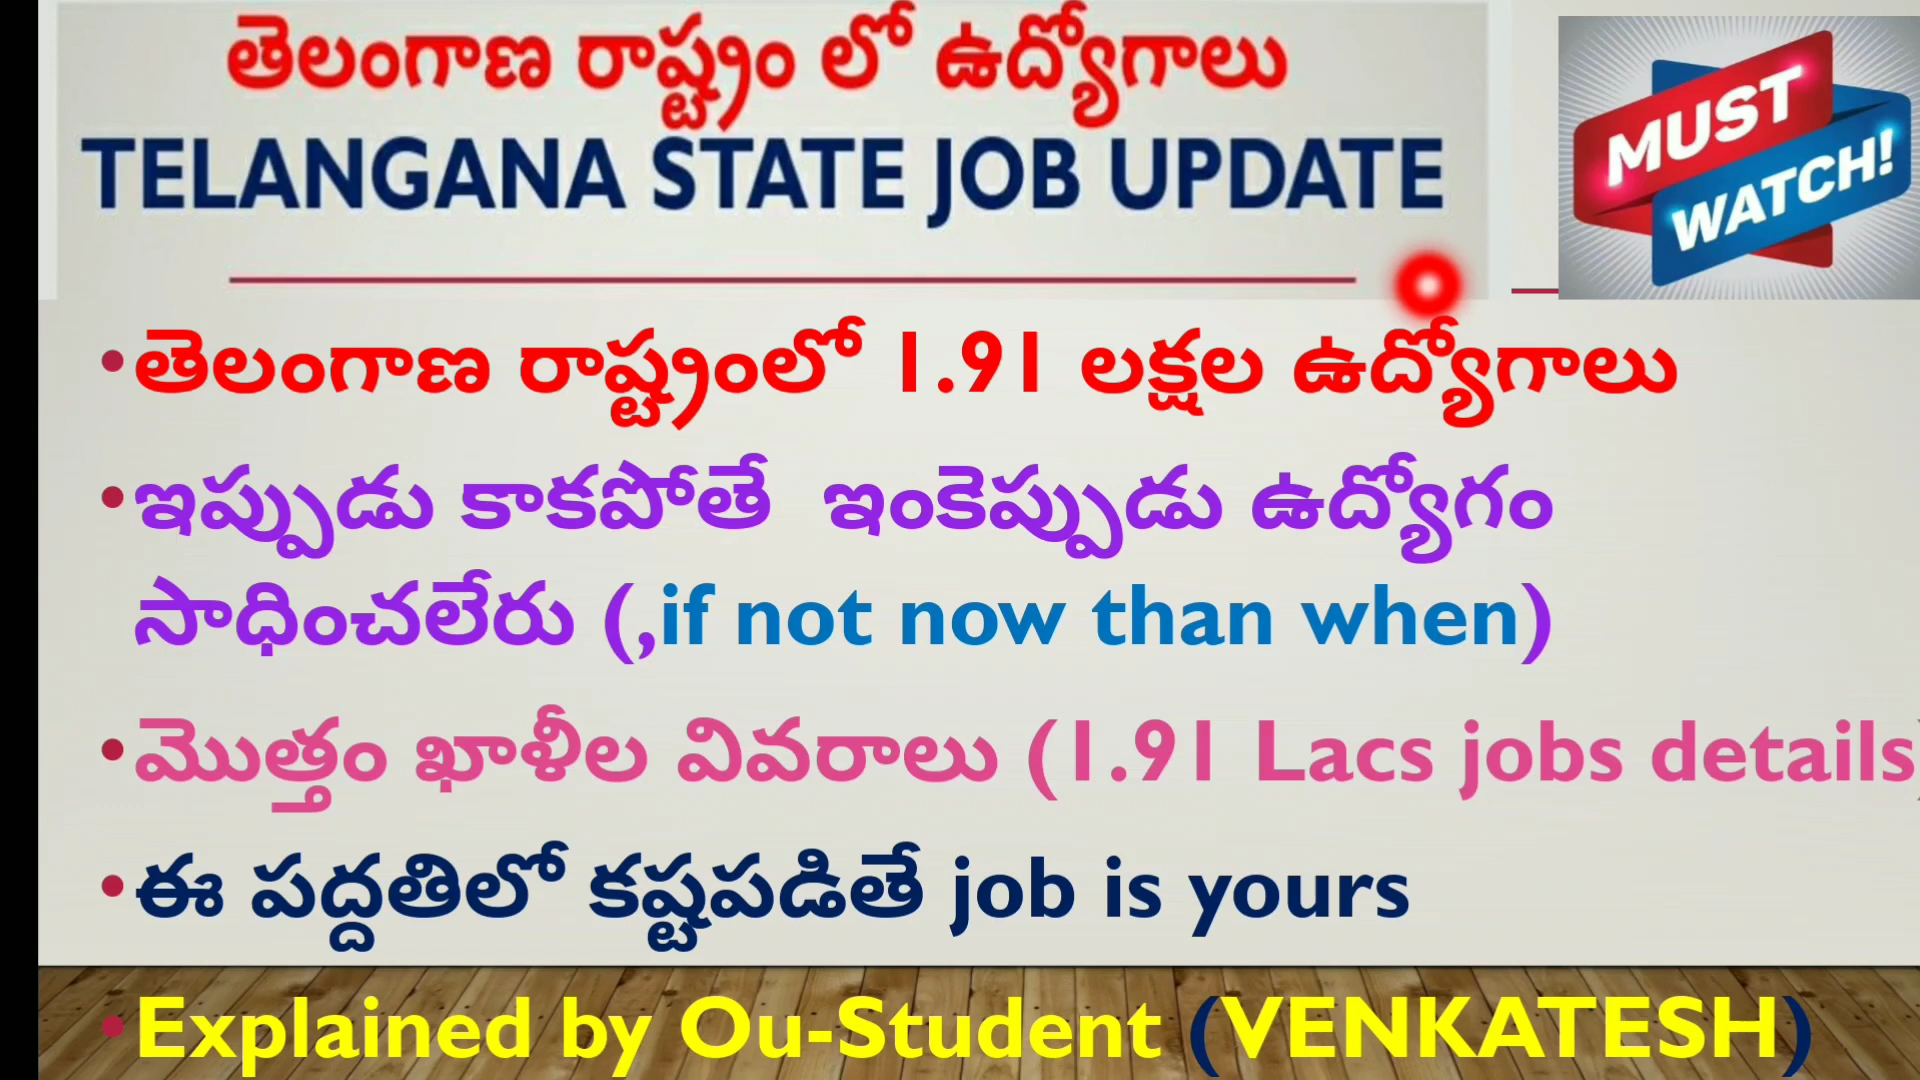 తెలంగాణ రాష్ట్రం లో ఉద్యోగాలు
TELANGANA STATE JOB UPDATE
MUST
WATCH!
•తెలంగాణ రాష్ట్రంలో 1.91 లక్షల ఉద్యోగాలు
•ఇప్పుడు కాకపోతే ఇంకెప్పుడు ఉద్యోగం
సాధించలేరు (,if not now than when)
•మొత్తం ఖాళీల వివరాలు (1.91 Lacs jobs details)
•ఈ పద్దతిలో కష్టపడితే job is yours
•Explained by Ou-Student (VENKATESH)